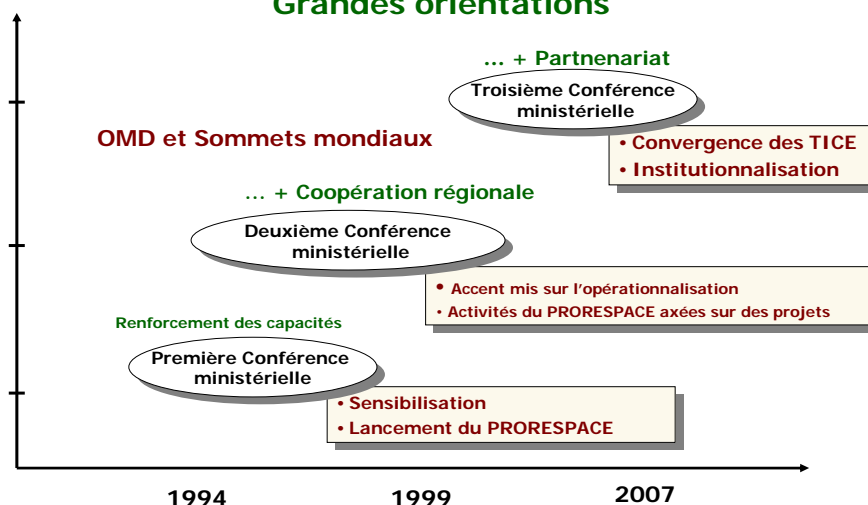 Grandes orientations
… + Partnenariat
Troisième Conférence
ministérielle
OMD et Sommets mondiaux
• Convergence des TICE
• Institutionnalisation
… + Coopération régionale
Deuxième Conférence
ministérielle
• Accent mis sur l'opérationnalisation
• Activités du PRORESPACE axées sur des projets
Renforcement des capacités
Première Conférence
ministérielle
• Sensibilisation
• Lancement du PRORESPACE
1994
1999
2007